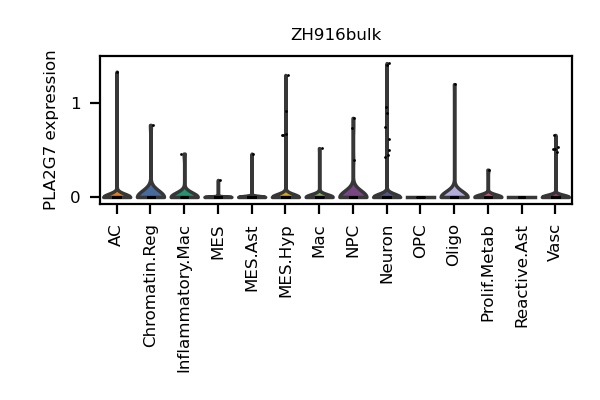 ZH916bulk
PLA2G7 expression
1
0
AC
Chromatin.Reg
Inflammatory.Mac
MES
MES.Ast
MES.Hyp
Mac
NPC
Neuron
OPC
Oligo
Prolif.Metab
Reactive.Ast
Vasc